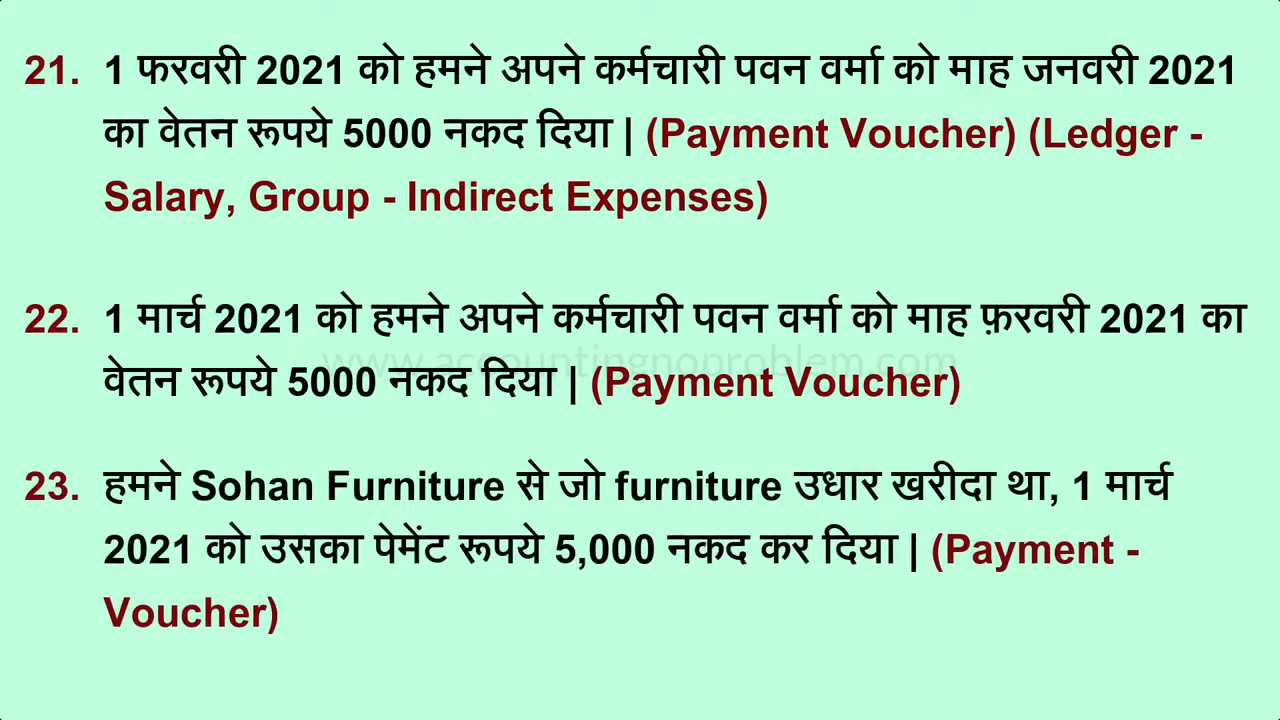 21. 1 फरवरी 2021 को हमने अपने कर्मचारी पवन वर्मा को माह जनवरी 2021
का वेतन रूपये 5000 नकद दिया | (Payment Voucher) (Ledger -
Salary, Group - Indirect Expenses)
22. 1 मार्च 2021 को हमने अपने कर्मचारी पवन वर्मा को माह फ़रवरी 2021 का
www.accountingnoproblem.com
वेतन रूपये 5000 नकद दिया | (Payment Voucher)
23. हमने Sohan Furniture से जो furniture उधार खरीदा था, 1 मार्च
2021 को उसका पेमेंट रूपये 5,000 नकद कर दिया | (Payment -
Voucher)